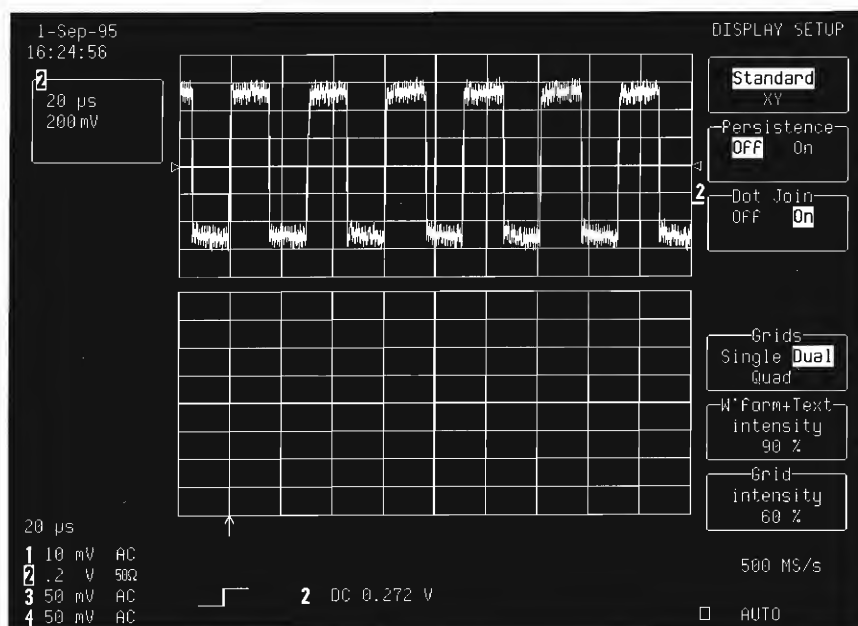 1-Sep-95
16:24:56
DISPLAY SETUP
2
20 µs
200 mV
Standard
XY
Persistence
Off On
2
Dot Join
Off On
Grids
Single Dual
Quad
W'form+Text
intensity
90 %
Grid
intensity
60 %
20 µs
1 10 mV AC
2 .2 V 50Ω
3 50 mV AC
4 50 mV AC
2 DC 0.272 V
500 MS/s
AUTO